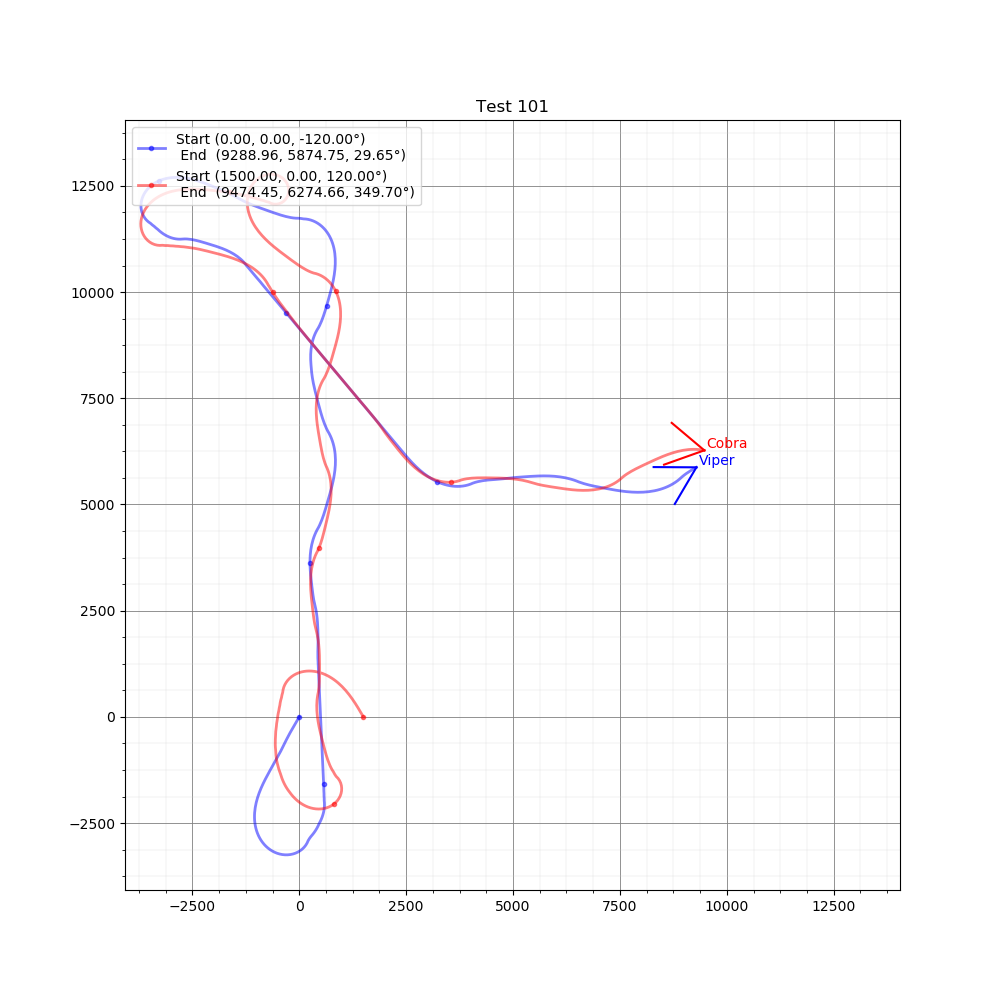 Test 101
Start (0.00, 0.00, -120.00°)
End (9288.96, 5874.75, 29.65°)
Start (1500.00, 0.00, 120.00°)
End (9474.45, 6274.66, 349.70°)
12500
10000
7500
5000
2500
0
−2500
Cobra
Viper
−2500
0
2500
5000
7500
10000
12500